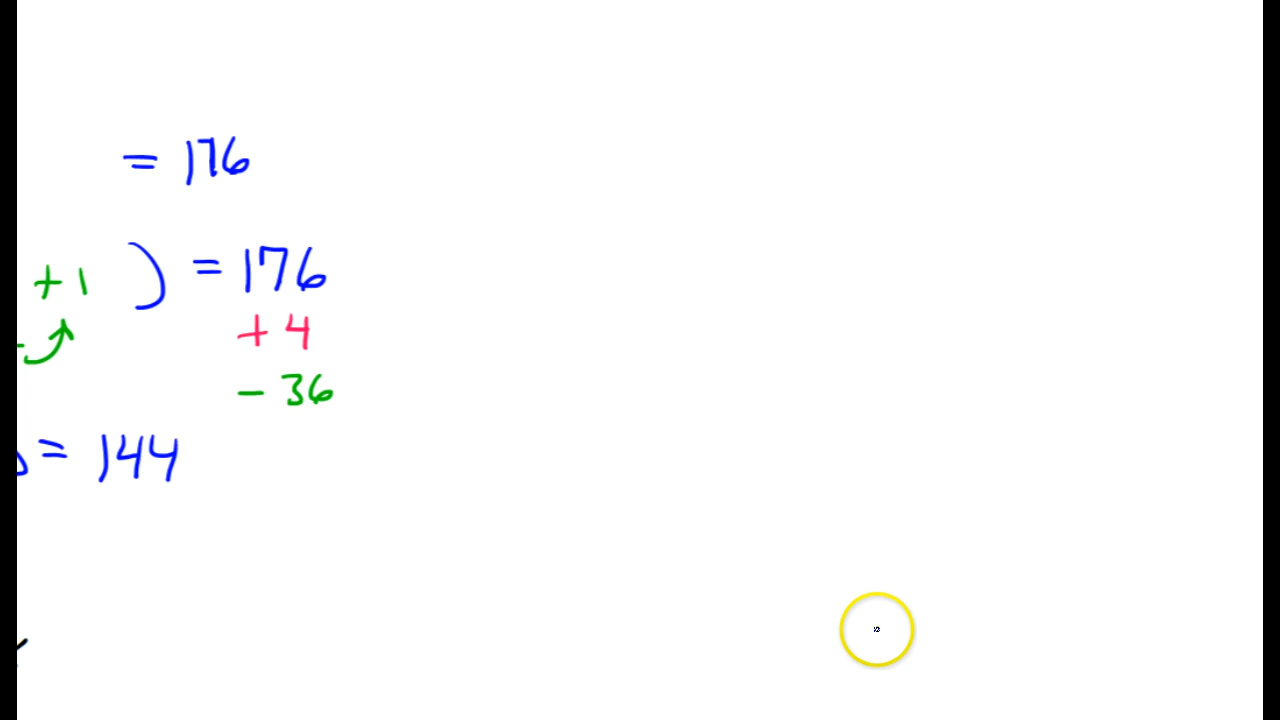 = 176
+ 1 ) = 176
+ 4
- 36
= 144